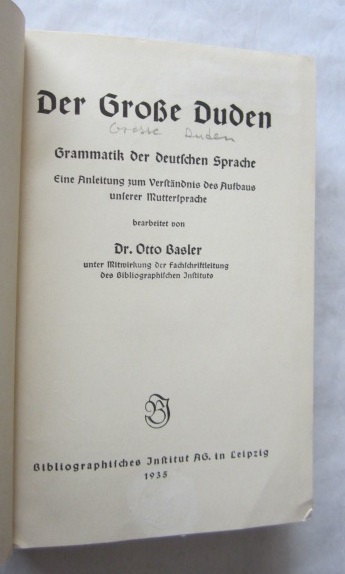 Der Große Duden
Grosse Duden
Grammatik der deutschen Sprache
Eine Anleitung zum Verständnis des Aufbaus
unserer Muttersprache
bearbeitet von
Dr. Otto Basler
unter Mitwirkung der Fachschriftleitung
des Bibliographischen Instituts
BI
Bibliographisches Institut AG. in Leipzig
1935